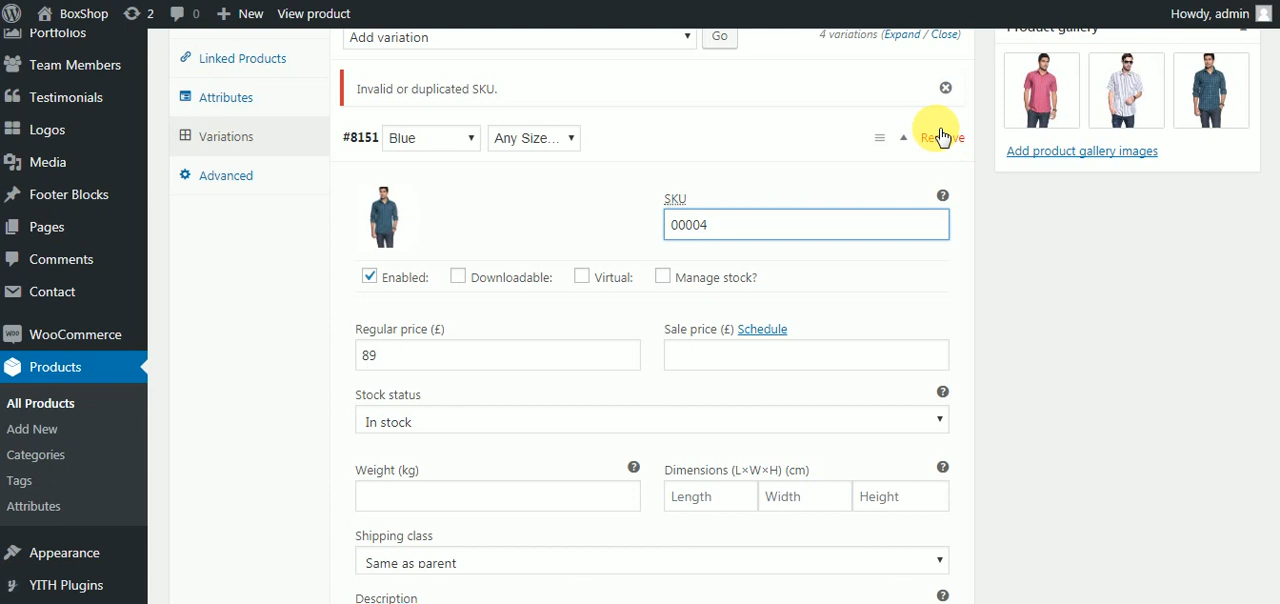 BoxShop 2 0 New View product Howdy, admin
Portfolios
Team Members
Testimonials
Logos
Media
Footer Blocks
Pages
Comments
Contact
WooCommerce
Products
All Products
Add New
Categories
Tags
Attributes
Appearance
YITH Plugins
Linked Products
Attributes
Variations
Advanced
Add variation Go 4 variations (Expand / Close)
Invalid or duplicated SKU.
#8151 Blue Any Size... Remove
SKU
00004
Enabled: Downloadable: Virtual: Manage stock?
Regular price (£) Sale price (£) Schedule
89
Stock status
In stock
Weight (kg) Dimensions (L×W×H) (cm)
Length Width Height
Shipping class
Same as parent
Description
Product gallery
Add product gallery images